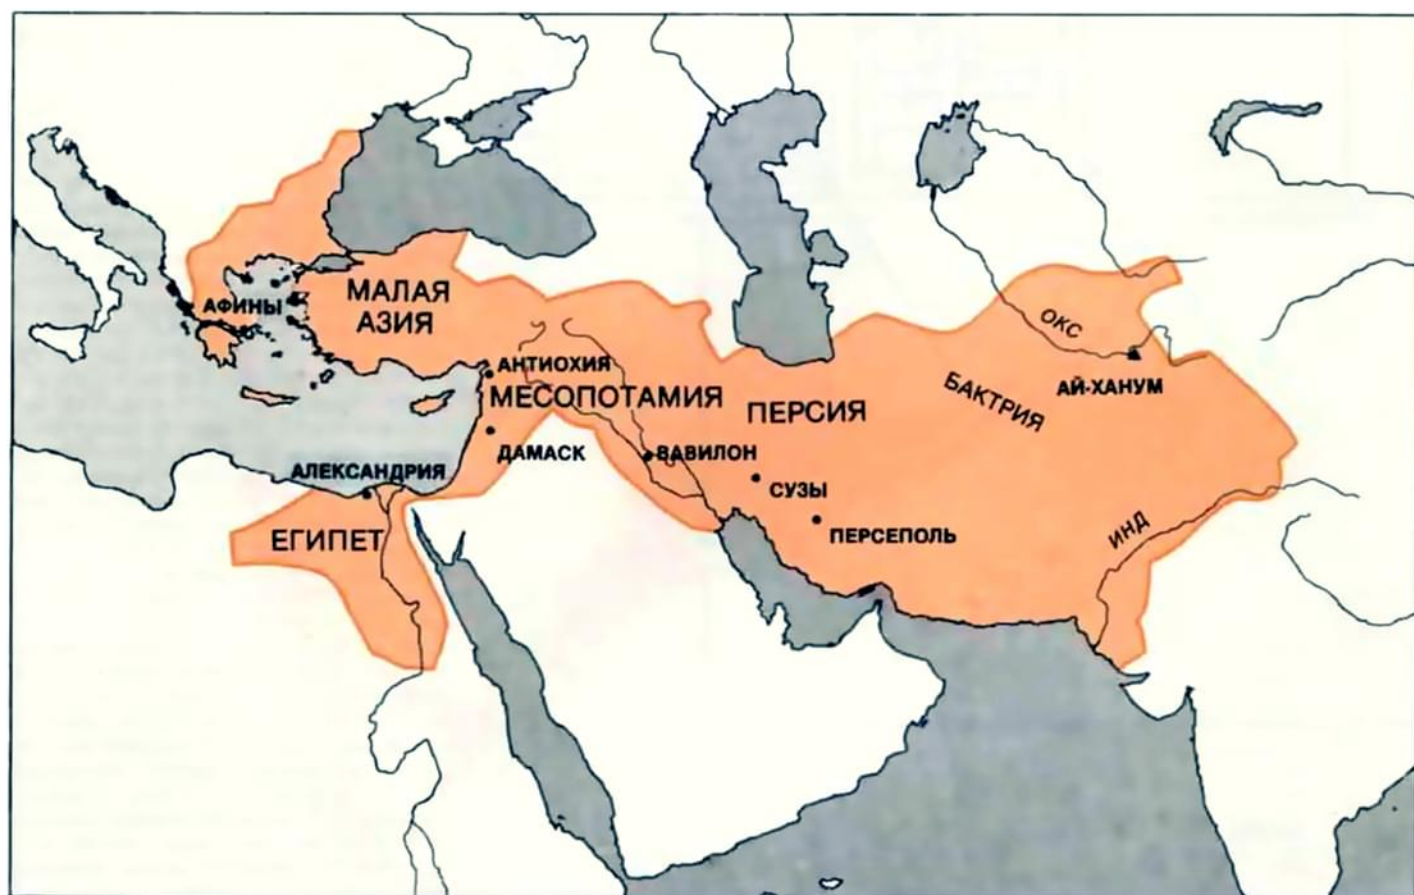 МАЛАЯ
АЗИЯ
АФИНЫ
ОКС
АНТИОХИЯ
МЕСОПОТАМИЯ
ПЕРСИЯ
БАКТРИЯ
АЙ-ХАНУМ
ДАМАСК
ВАВИЛОН
АЛЕКСАНДРИЯ
СУЗЫ
ЕГИПЕТ
ПЕРСЕПОЛЬ
ИНД